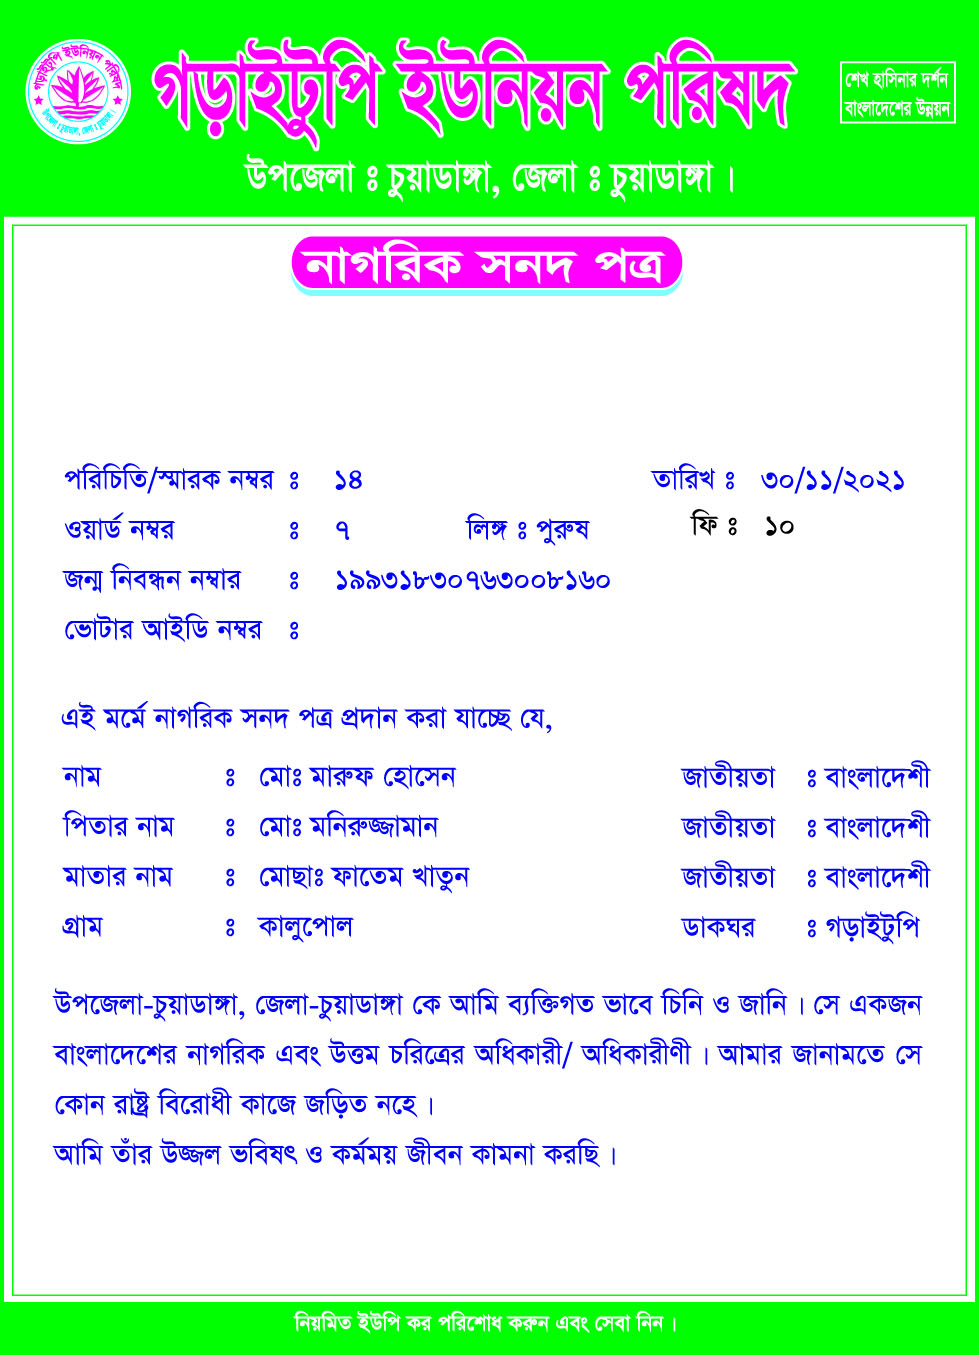 গড়াইটুপি ইউনিয়ন পরিষদ
গড়াইটুপি ইউনিয়ন পরিষদ
উপজেলা ঃ চুয়াডাঙ্গা, জেলা ঃ চুয়াডাঙ্গা ।
শেখ হাসিনার দর্শন
বাংলাদেশের উন্নয়ন
উপজেলা ঃ চুয়াডাঙ্গা, জেলা ঃ চুয়াডাঙ্গা ।
নাগরিক সনদ পত্র
পরিচিতি/স্মারক নম্বর ঃ ১৪ তারিখ ঃ ৩০/১১/২০২১
ওয়ার্ড নম্বর ঃ ৭ লিঙ্গ ঃ পুরুষ ফি ঃ ১০
জন্ম নিবন্ধন নম্বার ঃ ১৯৯৩১৮৩০৭৬৩০০৮১৬০
ভোটার আইডি নম্বর ঃ
এই মর্মে নাগরিক সনদ পত্র প্রদান করা যাচ্ছে যে,
নাম ঃ মোঃ মারুফ হোসেন জাতীয়তা ঃ বাংলাদেশী
পিতার নাম ঃ মোঃ মনিরুজ্জামান জাতীয়তা ঃ বাংলাদেশী
মাতার নাম ঃ মোছাঃ ফাতেম খাতুন জাতীয়তা ঃ বাংলাদেশী
গ্রাম ঃ কালুপোল ডাকঘর ঃ গড়াইটুপি
উপজেলা-চুয়াডাঙ্গা, জেলা-চুয়াডাঙ্গা কে আমি ব্যক্তিগত ভাবে চিনি ও জানি । সে একজন
বাংলাদেশের নাগরিক এবং উত্তম চরিত্রের অধিকারী/ অধিকারীণী । আমার জানামতে সে
কোন রাষ্ট্র বিরোধী কাজে জড়িত নহে ।
আমি তাঁর উজ্জল ভবিষৎ ও কর্মময় জীবন কামনা করছি ।
নিয়মিত ইউপি কর পরিশোধ করুন এবং সেবা নিন ।